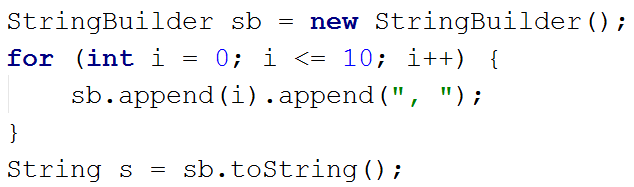 StringBuilder sb = new StringBuilder();
for (int i = 0; i <= 10; i++) {
    sb.append(i).append(", ");
}
String s = sb.toString();